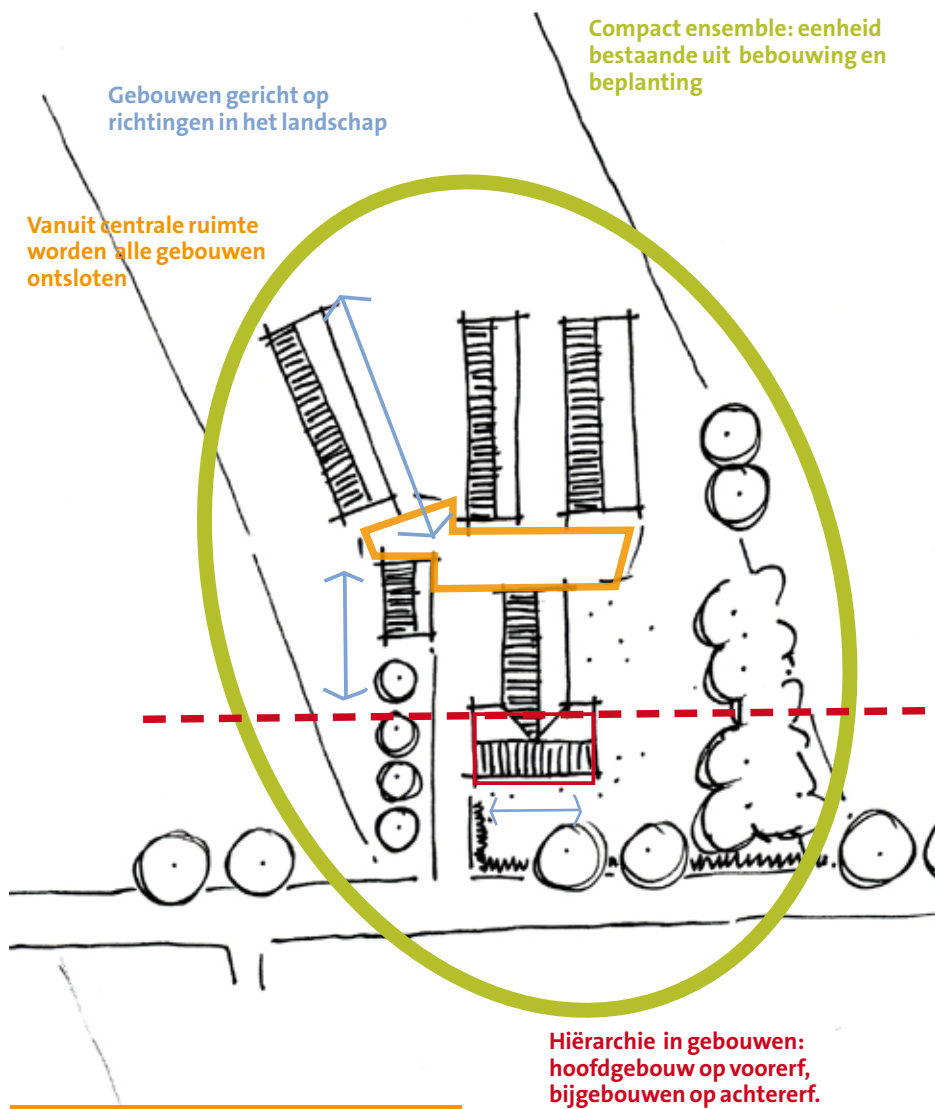 Compact ensemble: eenheid
bestaande uit bebouwing en
beplanting
Gebouwen gericht op
richtingen in het landschap
Vanuit centrale ruimte
worden alle gebouwen
ontsloten
Hiërarchie in gebouwen:
hoofdgebouw op voorerf,
bijgebouwen op achtererf.